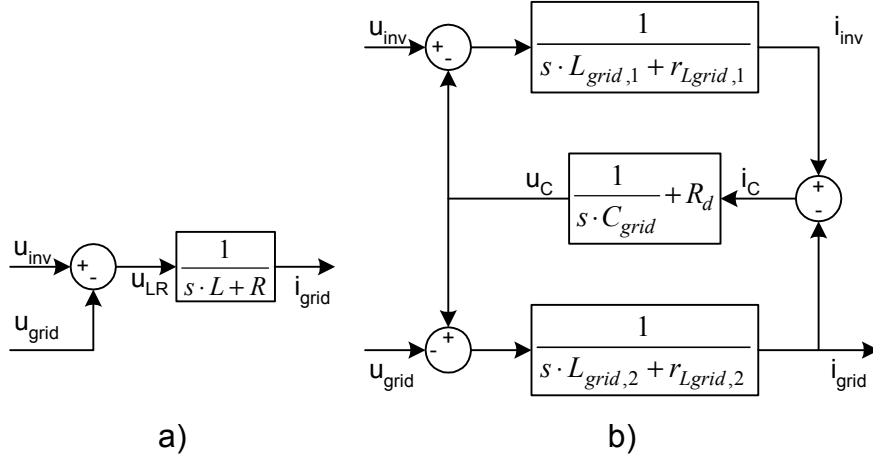 u_inv
+
-
u_LR
1
s · L + R
i_grid
u_grid
a)
u_inv
+
-
1
s · L_grid,1 + r_Lgrid,1
i_inv
u_C
1
s · C_grid
+ R_d
i_C
+
-
+
-
u_grid
1
s · L_grid,2 + r_Lgrid,2
i_grid
b)